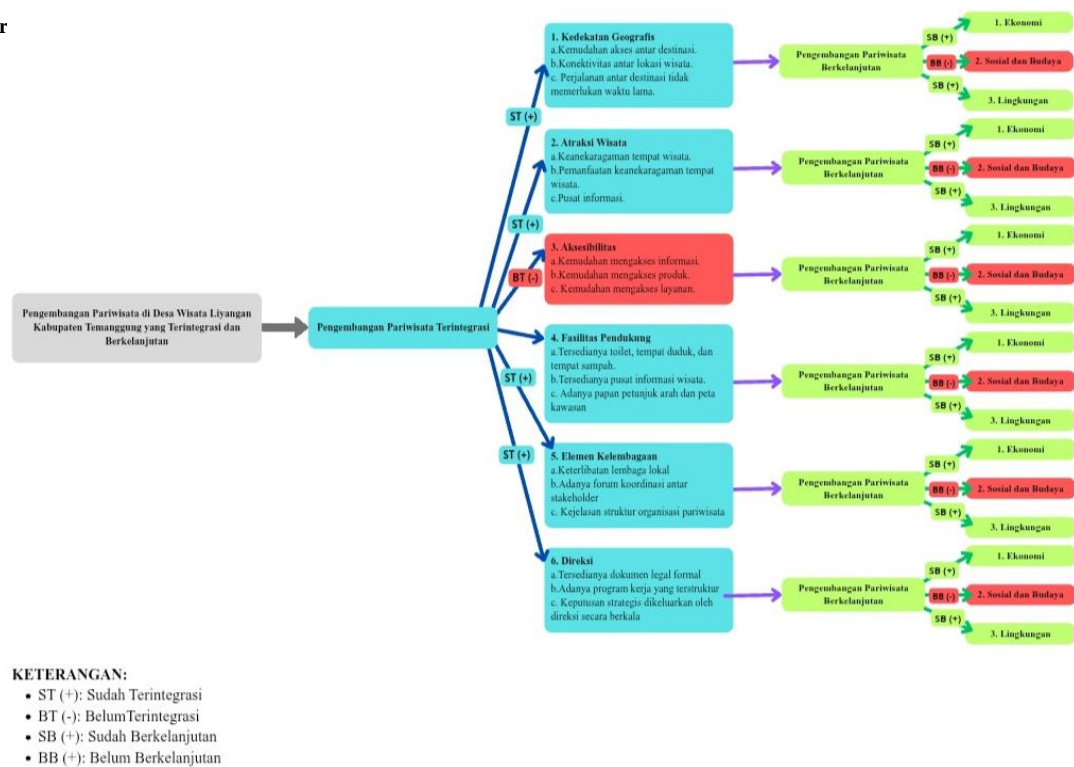 r
Pengembangan Pariwisata di Desa Wisata Liyangan
Kabupaten Temanggung yang Terintegrasi dan
Berkelanjutan
Pengembangan Pariwisata Terintegrasi
ST (+)
ST (+)
BT (-)
ST (+)
ST (+)
1. Kedekatan Geografis
a.Kemudahan akses antar destinasi.
b.Konektivitas antar lokasi wisata.
c. Perjalanan antar destinasi tidak
memerlukan waktu lama.
Pengembangan Pariwisata
Berkelanjutan
SB (+)
BB (-)
SB (+)
1. Ekonomi
2. Sosial dan Budaya
3. Lingkungan
2. Atraksi Wisata
a.Keanekaragaman tempat wisata.
b.Pemanfaatan keanekaragaman tempat
wisata.
c.Pusat informasi.
Pengembangan Pariwisata
Berkelanjutan
SB (+)
BB (-)
SB (+)
1. Ekonomi
2. Sosial dan Budaya
3. Lingkungan
3. Aksesibilitas
a.Kemudahan mengakses informasi.
b.Kemudahan mengakses produk.
c. Kemudahan mengakses layanan.
Pengembangan Pariwisata
Berkelanjutan
SB (+)
BB (-)
SB (+)
1. Ekonomi
2. Sosial dan Budaya
3. Lingkungan
4. Fasilitas Pendukung
a.Tersedianya toilet, tempat duduk, dan
tempat sampah.
b.Tersedianya pusat informasi wisata.
c. Adanya papan petunjuk arah dan peta
kawasan
Pengembangan Pariwisata
Berkelanjutan
SB (+)
BB (-)
SB (+)
1. Ekonomi
2. Sosial dan Budaya
3. Lingkungan
5. Elemen Kelembagaan
a.Keterlibatan lembaga lokal
b.Adanya forum koordinasi antar
stakeholder
c. Kejelasan struktur organisasi pariwisata
Pengembangan Pariwisata
Berkelanjutan
SB (+)
BB (-)
SB (+)
1. Ekonomi
2. Sosial dan Budaya
3. Lingkungan
6. Direksi
a.Tersedianya dokumen legal formal
b.Adanya program kerja yang terstruktur
c. Keputusan strategis dikeluarkan oleh
direksi secara berkala
Pengembangan Pariwisata
Berkelanjutan
SB (+)
BB (-)
SB (+)
1. Ekonomi
2. Sosial dan Budaya
3. Lingkungan
KETERANGAN:
• ST (+): Sudah Terintegrasi
• BT (-): BelumTerintegrasi
• SB (+): Sudah Berkelanjutan
• BB (+): Belum Berkelanjutan